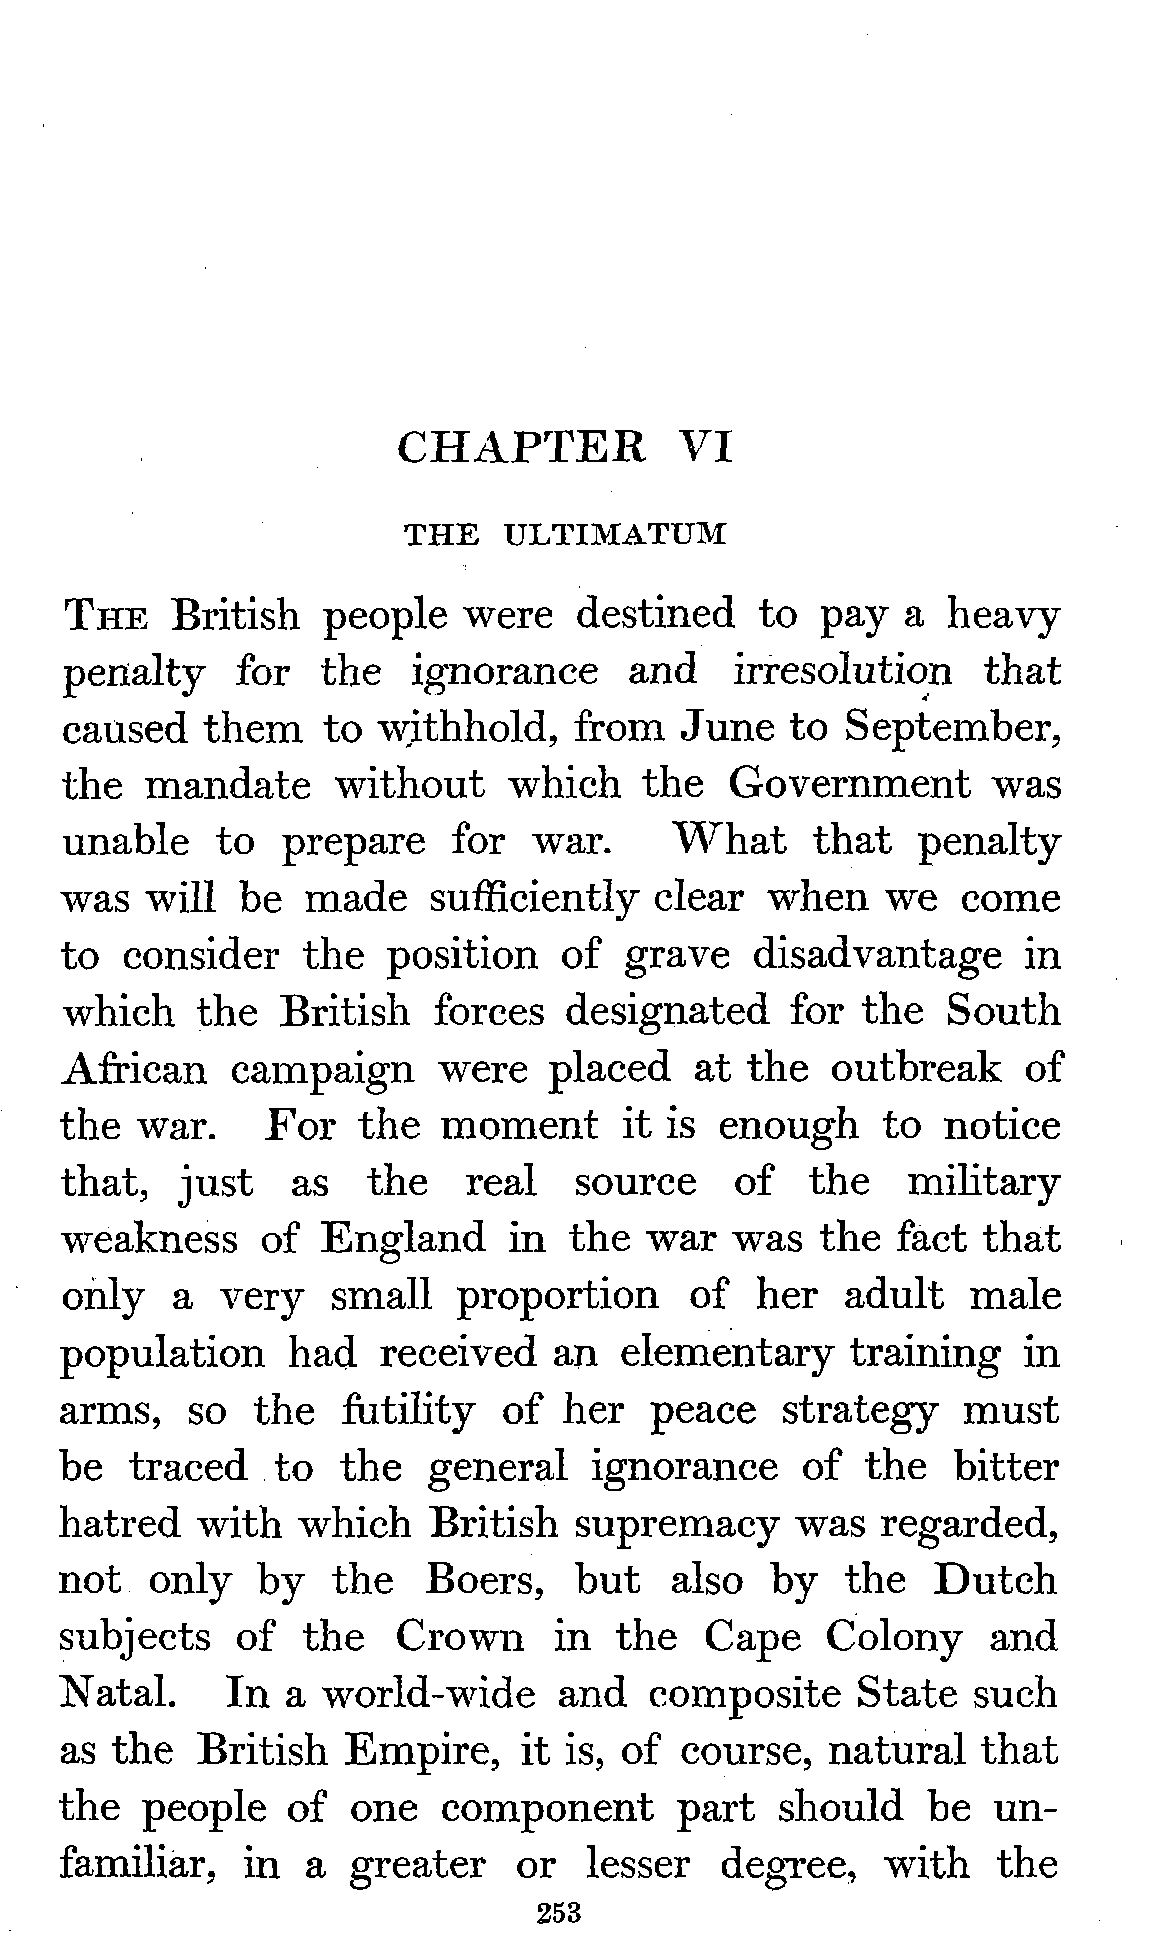 CHAPTER VI
THE ULTIMATUM
THE British people were destined to pay a heavy
penalty for the ignorance and irresolution that
caused them to withhold, from June to September,
the mandate without which the Government was
unable to prepare for war. What that penalty
was will be made sufficiently clear when we come
to consider the position of grave disadvantage in
which the British forces designated for the South
African campaign were placed at the outbreak of
the war. For the moment it is enough to notice
that, just as the real source of the military
weakness of England in the war was the fact that
only a very small proportion of her adult male
population had received an elementary training in
arms, so the futility of her peace strategy must
be traced to the general ignorance of the bitter
hatred with which British supremacy was regarded,
not only by the Boers, but also by the Dutch
subjects of the Crown in the Cape Colony and
Natal. In a world-wide and composite State such
as the British Empire, it is, of course, natural that
the people of one component part should be un-
familiar, in a greater or lesser degree, with the
253